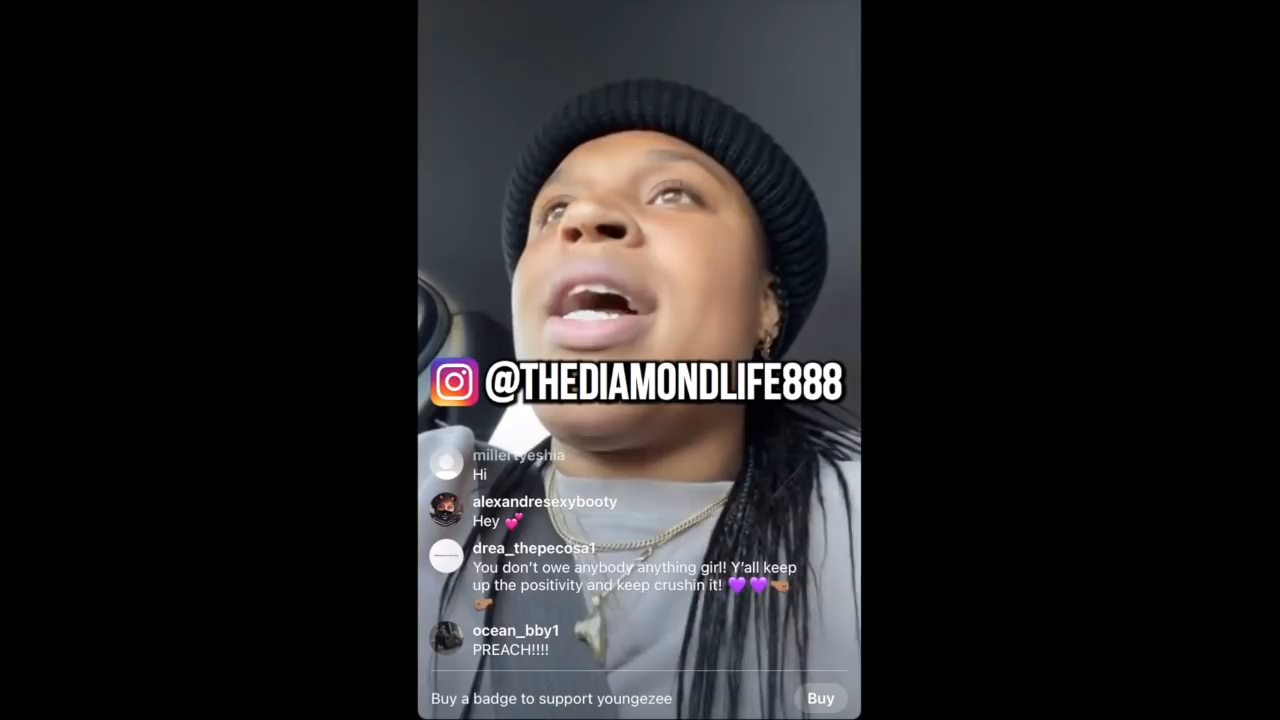 @THEDIAMONDLIFE888
millertyeshia
Hi
alexandresexybooty
Hey 💕
drea_thepecosa1
You don't owe anybody anything girl! Y'all keep
up the positivity and keep crushin it! 💜💜🤜🏽
🤛🏽
ocean_bby1
PREACH!!!!
Buy a badge to support youngezee
Buy